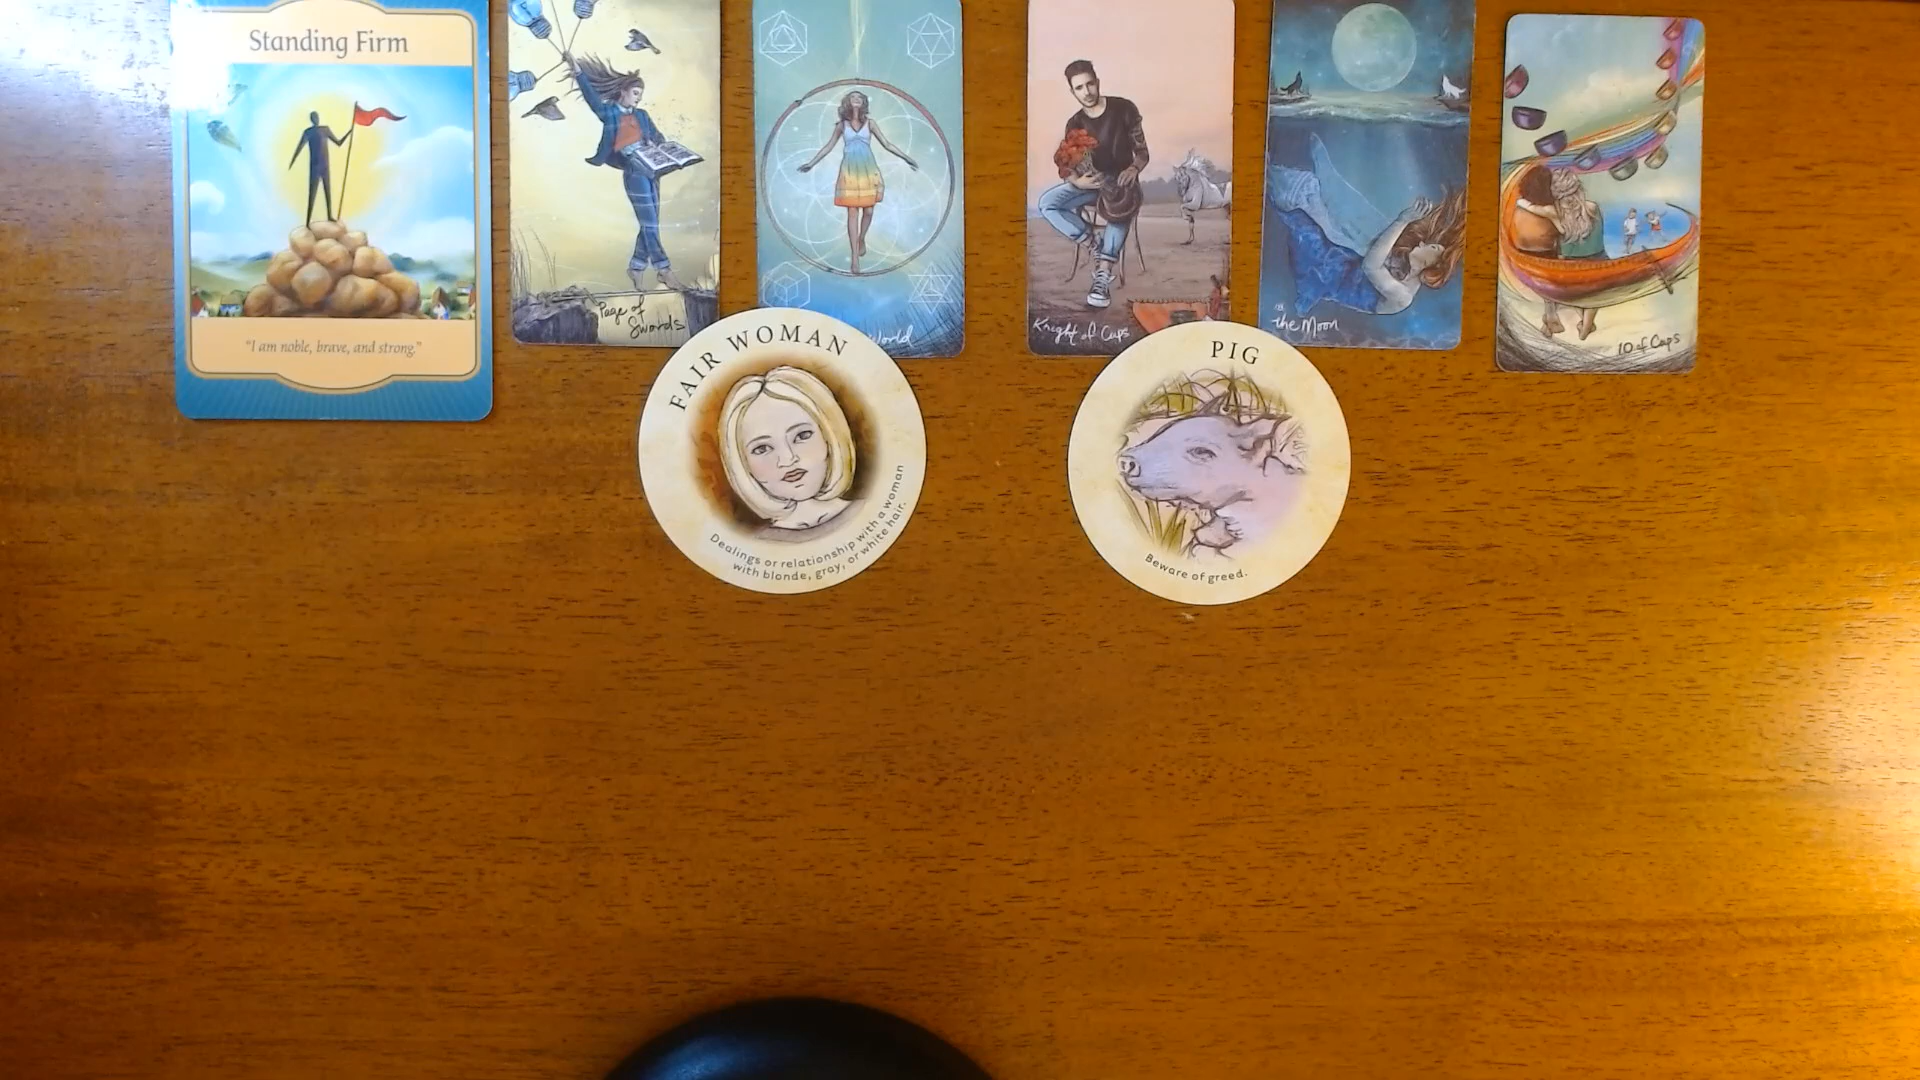 Standing Firm
"I am noble, brave, and strong."
Page of
Swords
World
Knight of Cups
18
the Moon
10 of Cups
FAIR WOMAN
Dealings or relationship with a woman
with blonde, gray, or white hair.
PIG
Beware of greed.